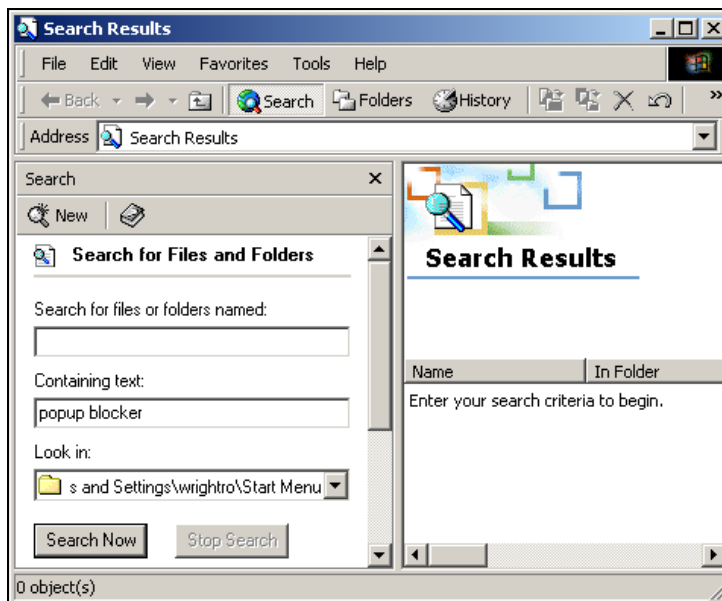 Search Results
File Edit View Favorites Tools Help
Back Search Folders History »
Address Search Results
Search
New
Search for Files and Folders
Search for files or folders named:
Containing text:
popup blocker
Look in:
s and Settings\wrightro\Start Menu
Search Now Stop Search
Search Results
Name In Folder
Enter your search criteria to begin.
0 object(s)